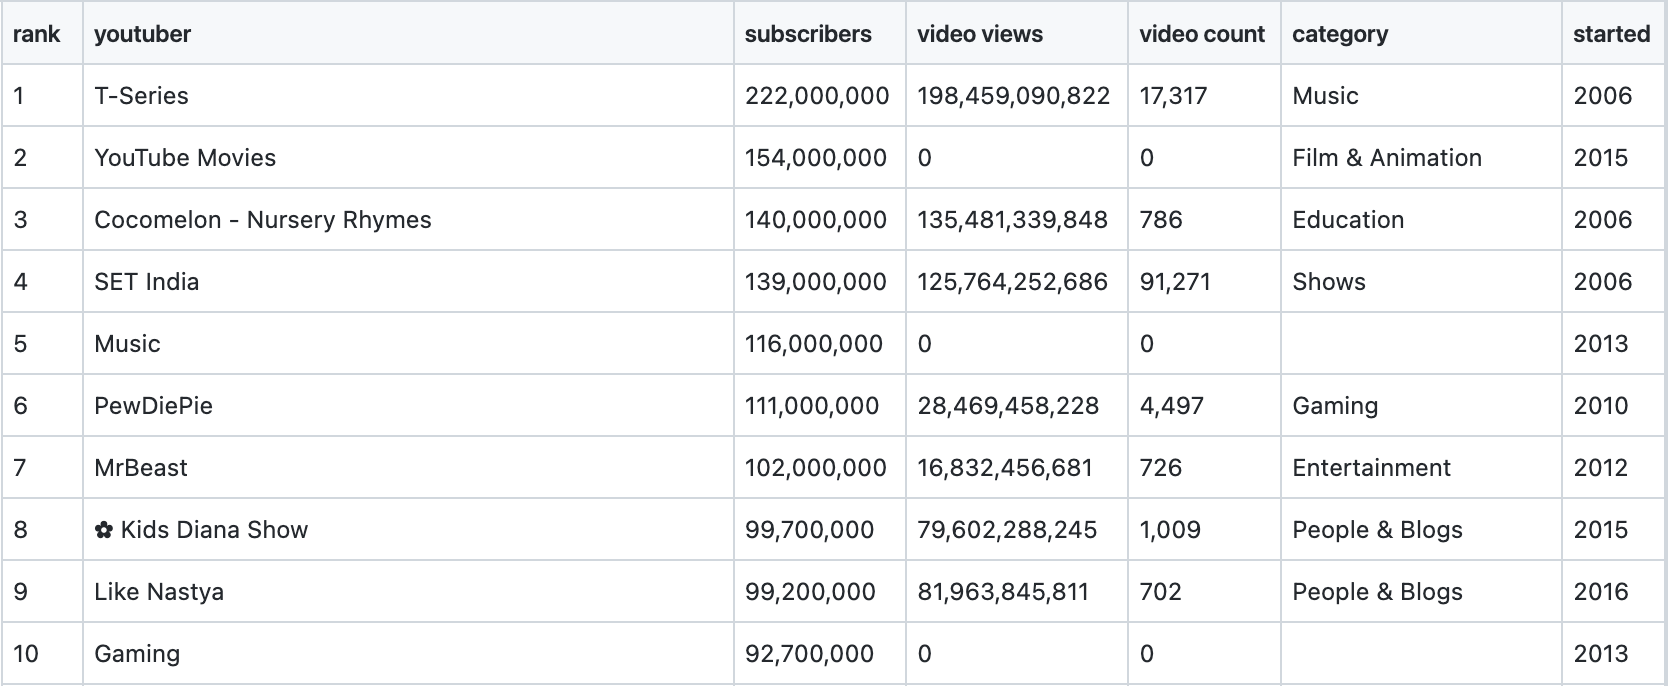 rank youtuber subscribers video views video count category started
1 T-Series 222,000,000 198,459,090,822 17,317 Music 2006
2 YouTube Movies 154,000,000 0 0 Film & Animation 2015
3 Cocomelon - Nursery Rhymes 140,000,000 135,481,339,848 786 Education 2006
4 SET India 139,000,000 125,764,252,686 91,271 Shows 2006
5 Music 116,000,000 0 0 2013
6 PewDiePie 111,000,000 28,469,458,228 4,497 Gaming 2010
7 MrBeast 102,000,000 16,832,456,681 726 Entertainment 2012
8 ✿ Kids Diana Show 99,700,000 79,602,288,245 1,009 People & Blogs 2015
9 Like Nastya 99,200,000 81,963,845,811 702 People & Blogs 2016
10 Gaming 92,700,000 0 0 2013